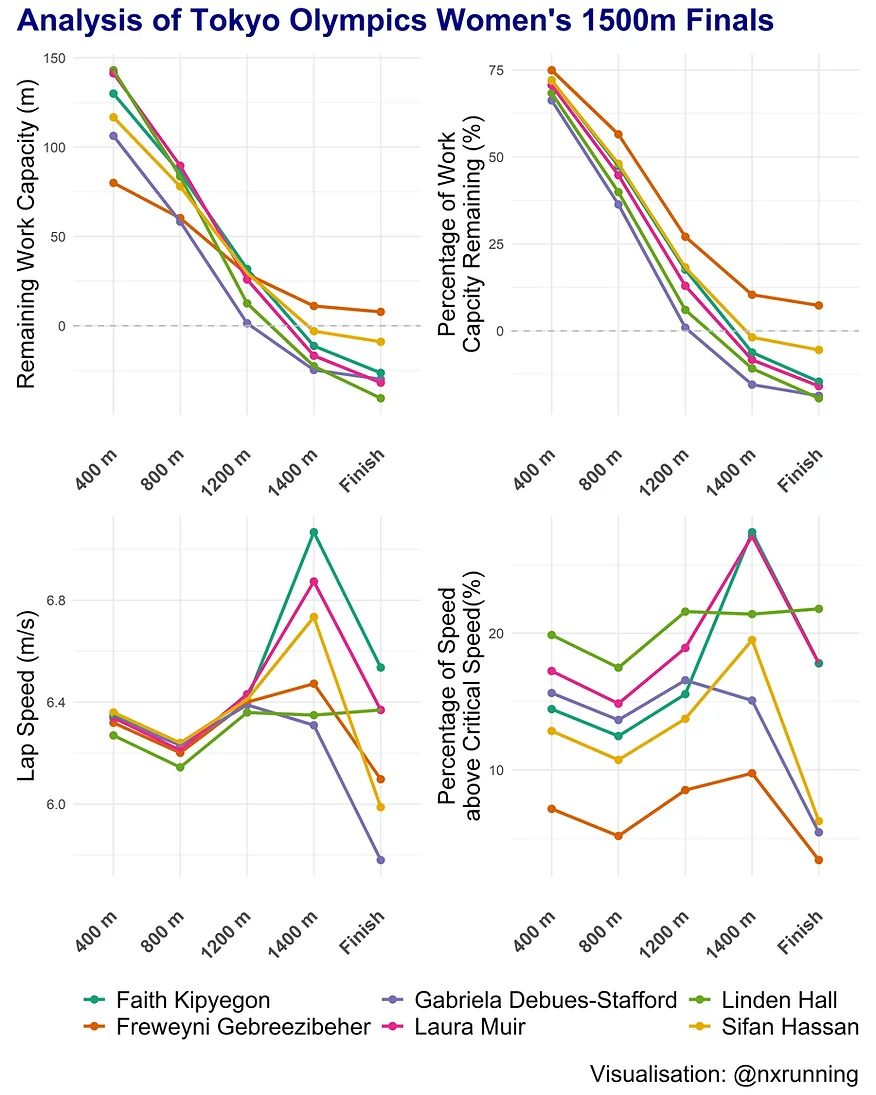 Analysis of Tokyo Olympics Women's 1500m Finals
Remaining Work Capacity (m)
150
100
50
0
400 m
800 m
1200 m
1400 m
Finish
Percentage of Work
Capcity Remaining (%)
75
50
25
0
400 m
800 m
1200 m
1400 m
Finish
Lap Speed (m/s)
6.8
6.4
6.0
400 m
800 m
1200 m
1400 m
Finish
Percentage of Speed
above Critical Speed(%)
20
10
400 m
800 m
1200 m
1400 m
Finish
Faith Kipyegon
Gabriela Debues-Stafford
Linden Hall
Freweyni Gebreezibeher
Laura Muir
Sifan Hassan
Visualisation: @nxrunning